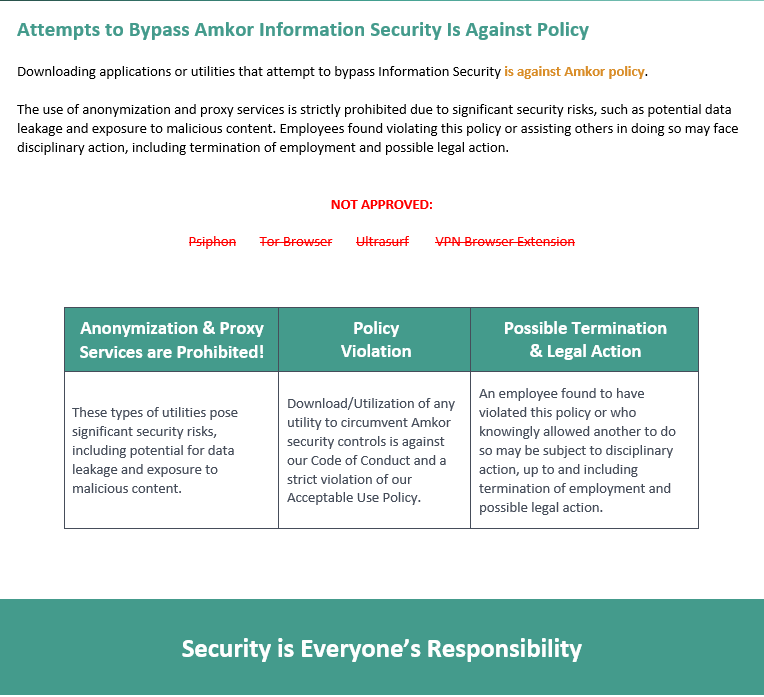 Attempts to Bypass Amkor Information Security Is Against Policy
Downloading applications or utilities that attempt to bypass Information Security is against Amkor policy.
The use of anonymization and proxy services is strictly prohibited due to significant security risks, such as potential data
leakage and exposure to malicious content. Employees found violating this policy or assisting others in doing so may face
disciplinary action, including termination of employment and possible legal action.
NOT APPROVED:
Psiphon Tor Browser Ultrasurf VPN Browser Extension
Anonymization & Proxy
Services are Prohibited!
Policy
Violation
Possible Termination
& Legal Action
These types of utilities pose
significant security risks,
including potential for data
leakage and exposure to
malicious content.
Download/Utilization of any
utility to circumvent Amkor
security controls is against
our Code of Conduct and a
strict violation of our
Acceptable Use Policy.
An employee found to have
violated this policy or who
knowingly allowed another to do
so may be subject to disciplinary
action, up to and including
termination of employment and
possible legal action.
Security is Everyone’s Responsibility